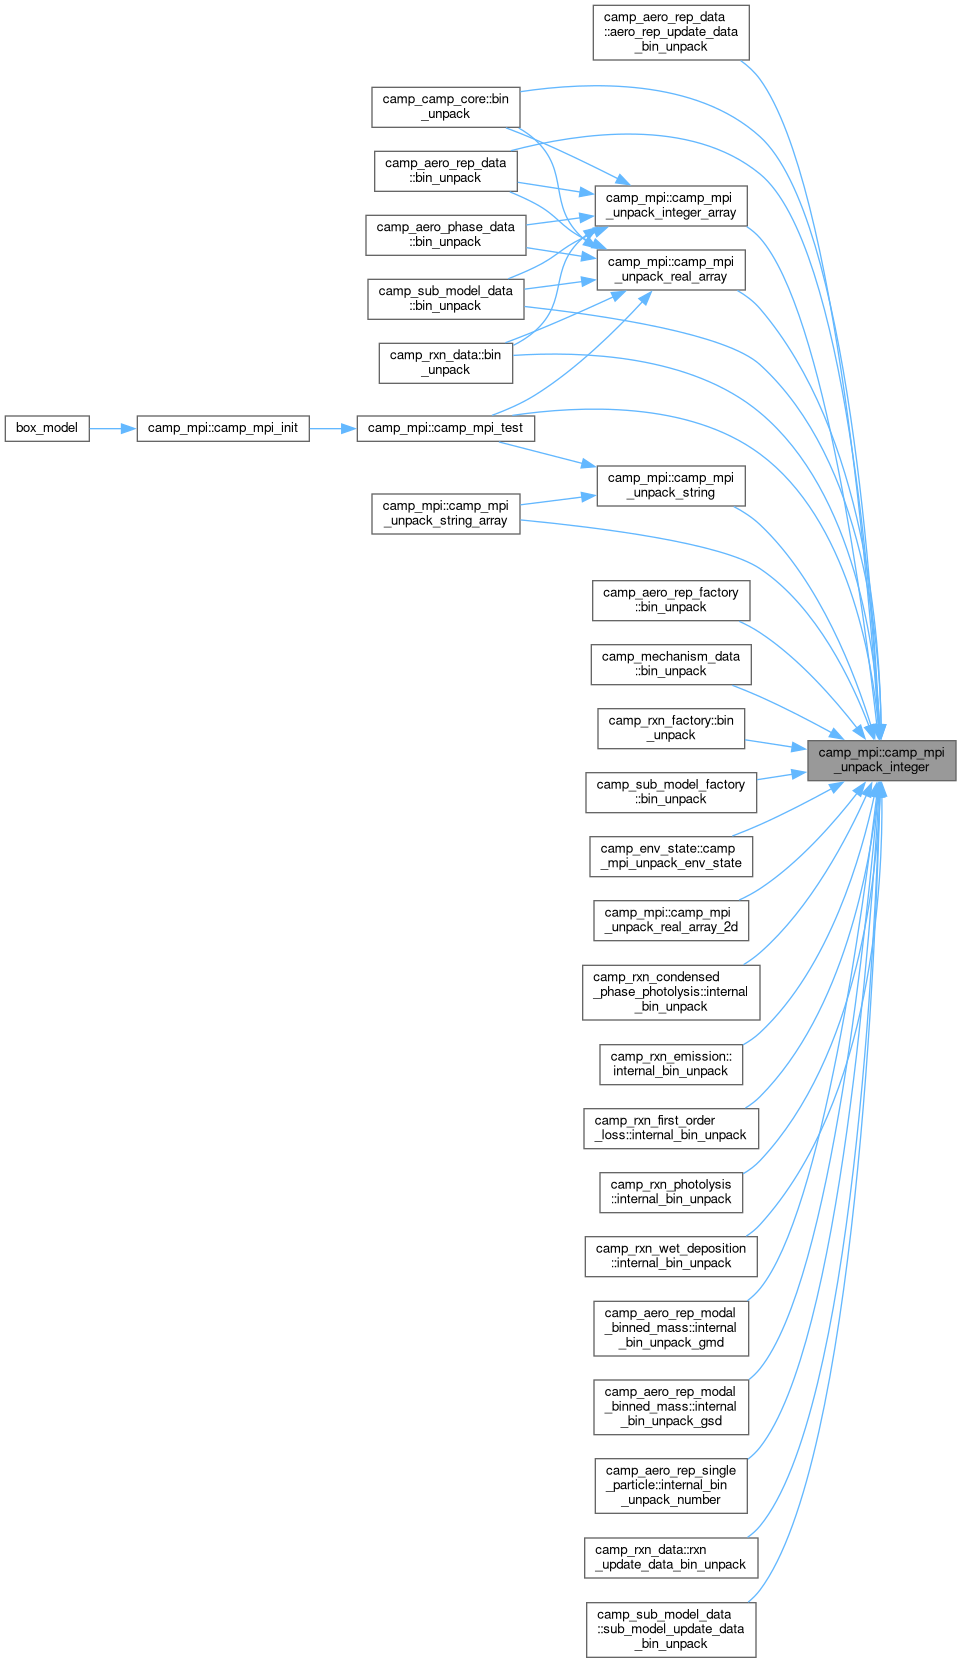 camp_aero_rep_data
::aero_rep_update_data
_bin_unpack
camp_camp_core::bin
_unpack
camp_aero_rep_data
::bin_unpack
camp_mpi::camp_mpi
_unpack_integer_array
camp_aero_phase_data
::bin_unpack
camp_mpi::camp_mpi
_unpack_real_array
camp_sub_model_data
::bin_unpack
camp_rxn_data::bin
_unpack
box_model
camp_mpi::camp_mpi_init
camp_mpi::camp_mpi_test
camp_mpi::camp_mpi
_unpack_string
camp_mpi::camp_mpi
_unpack_string_array
camp_aero_rep_factory
::bin_unpack
camp_mechanism_data
::bin_unpack
camp_rxn_factory::bin
_unpack
camp_mpi::camp_mpi
_unpack_integer
camp_sub_model_factory
::bin_unpack
camp_env_state::camp
_mpi_unpack_env_state
camp_mpi::camp_mpi
_unpack_real_array_2d
camp_rxn_condensed
_phase_photolysis::internal
_bin_unpack
camp_rxn_emission::
internal_bin_unpack
camp_rxn_first_order
_loss::internal_bin_unpack
camp_rxn_photolysis
::internal_bin_unpack
camp_rxn_wet_deposition
::internal_bin_unpack
camp_aero_rep_modal
_binned_mass::internal
_bin_unpack_gmd
camp_aero_rep_modal
_binned_mass::internal
_bin_unpack_gsd
camp_aero_rep_single
_particle::internal_bin
_unpack_number
camp_rxn_data::rxn
_update_data_bin_unpack
camp_sub_model_data
::sub_model_update_data
_bin_unpack